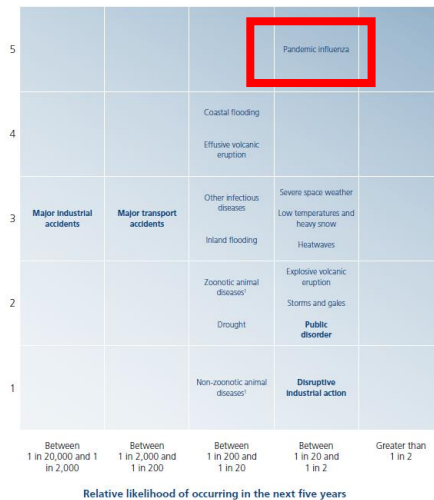 5
Pandemic influenza
4
Coastal flooding
Effusive volcanic
eruption
3
Major industrial
accidents
Major transport
accidents
Other infectious
diseases
Inland flooding
Severe space weather
Low temperatures and
heavy snow
Heatwaves
2
Zoonotic animal
diseases¹
Drought
Explosive volcanic
eruption
Storms and gales
Public
disorder
1
Non-zoonotic animal
diseases¹
Disruptive
industrial action
Between
1 in 20,000 and 1
in 2,000
Between
1 in 2,000 and
1 in 200
Between
1 in 200 and
1 in 20
Between
1 in 20 and
1 in 2
Greater than
1 in 2
Relative likelihood of occurring in the next five years